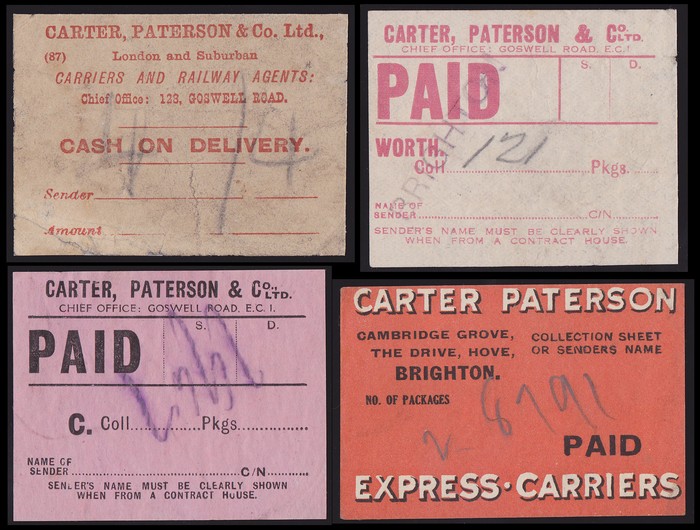 CARTER, PATERSON & Co. Ltd.,
(87) London and Suburban
CARRIERS AND RAILWAY AGENTS:
Chief Office: 128, GOSWELL ROAD.
CASH ON DELIVERY.
474
Sender
Amount
CARTER, PATERSON & Co. LTD.
CHIEF OFFICE: GOSWELL ROAD, E.C.1
PAID S. D.
BRIGHTON
WORTH.
Coll 121 Pkgs.
NAME OF
SENDER C/N
SENDER'S NAME MUST BE CLEARLY SHOWN
WHEN FROM A CONTRACT HOUSE.
CARTER, PATERSON & Co., LTD.
CHIEF OFFICE: GOSWELL ROAD, E.C.1.
PAID S. D.
C. Coll Pkgs
NAME OF
SENDER C/N
SENDER'S NAME MUST BE CLEARLY SHOWN
WHEN FROM A CONTRACT HOUSE.
CARTER PATERSON
CAMBRIDGE GROVE, COLLECTION SHEET
THE DRIVE, HOVE, OR SENDERS NAME
BRIGHTON.
NO. OF PACKAGES
2 - 8791
PAID
EXPRESS·CARRIERS